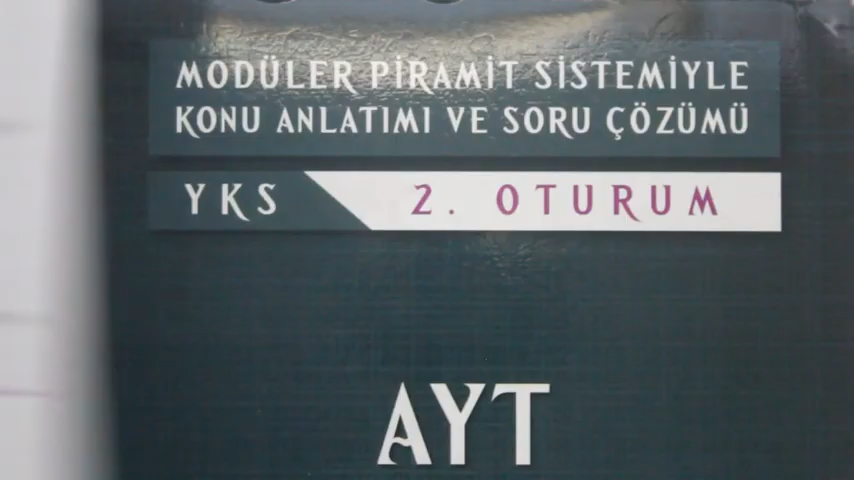 MODÜLER PİRAMİT SİSTEMİYLE
KONU ANLATIMI VE SORU ÇÖZÜMÜ
YKS 2. OTURUM
AYT